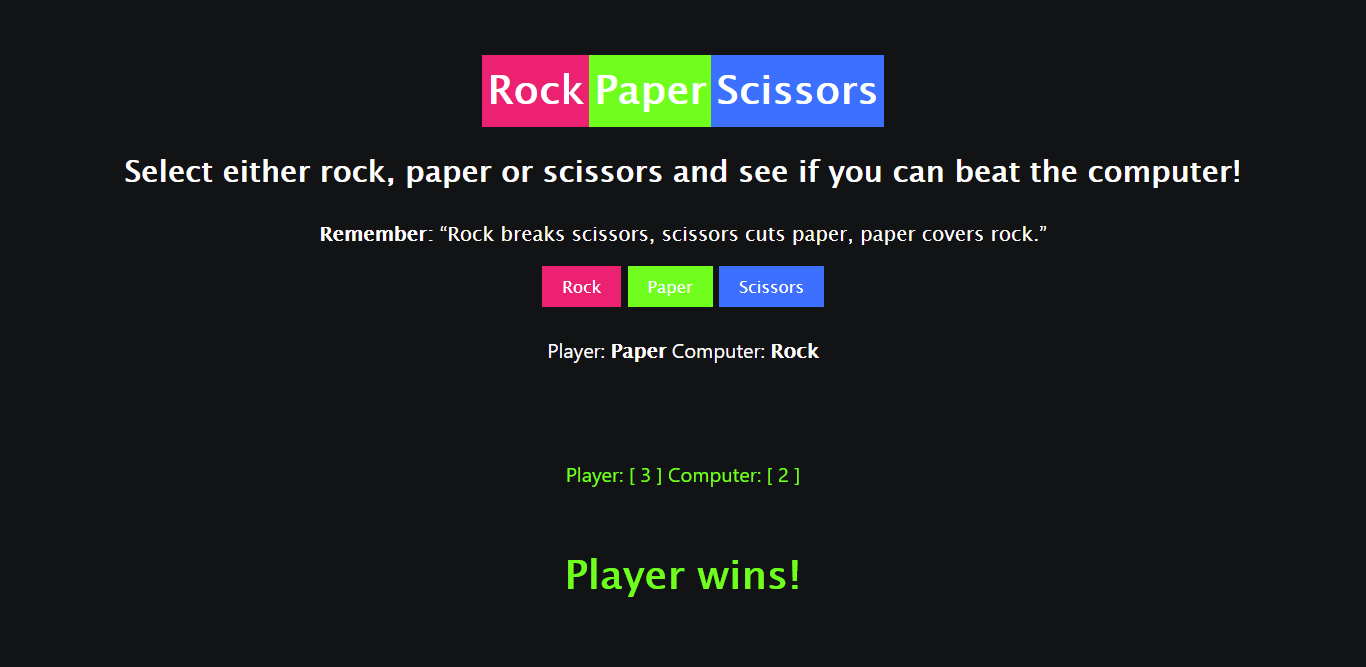 Rock Paper Scissors
Select either rock, paper or scissors and see if you can beat the computer!
Remember: “Rock breaks scissors, scissors cuts paper, paper covers rock.”
Rock Paper Scissors
Player: Paper Computer: Rock
Player: [ 3 ] Computer: [ 2 ]
Player wins!